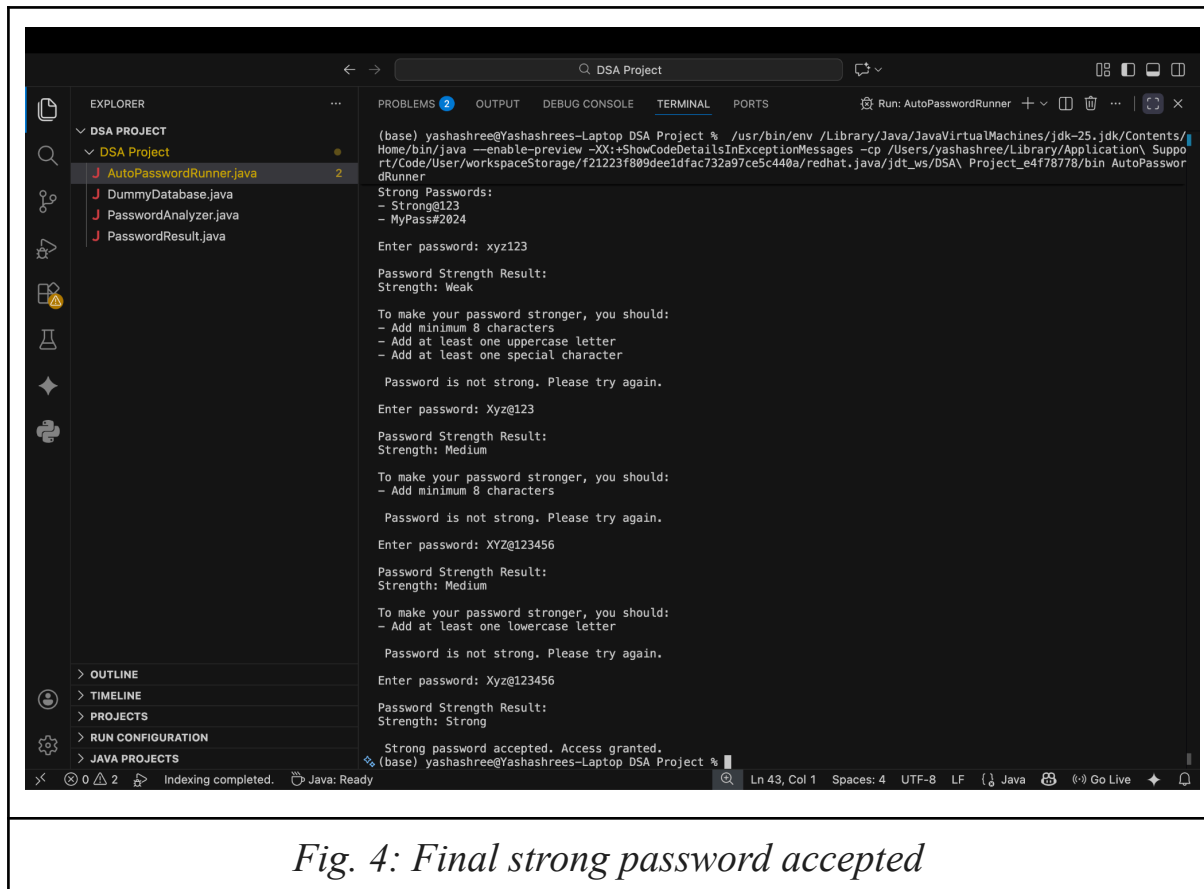 DSA Project
EXPLORER
DSA PROJECT
DSA Project
AutoPasswordRunner.java 2
DummyDatabase.java
PasswordAnalyzer.java
PasswordResult.java
OUTLINE
TIMELINE
PROJECTS
RUN CONFIGURATION
JAVA PROJECTS
PROBLEMS 2 OUTPUT DEBUG CONSOLE TERMINAL PORTS Run: AutoPasswordRunner
(base) yashashree@Yashashrees-Laptop DSA Project % /usr/bin/env /Library/Java/JavaVirtualMachines/jdk-25.jdk/Contents/
Home/bin/java --enable-preview -XX:+ShowCodeDetailsInExceptionMessages -cp /Users/yashashree/Library/Application\ Suppo
rt/Code/User/workspaceStorage/f21223f809dee1dfac732a97ce5c440a/redhat.java/jdt_ws/DSA\ Project_e4f78778/bin AutoPasswor
dRunner
Strong Passwords:
- Strong@123
- MyPass#2024
Enter password: xyz123
Password Strength Result:
Strength: Weak
To make your password stronger, you should:
- Add minimum 8 characters
- Add at least one uppercase letter
- Add at least one special character
Password is not strong. Please try again.
Enter password: Xyz@123
Password Strength Result:
Strength: Medium
To make your password stronger, you should:
- Add minimum 8 characters
Password is not strong. Please try again.
Enter password: XYZ@123456
Password Strength Result:
Strength: Medium
To make your password stronger, you should:
- Add at least one lowercase letter
Password is not strong. Please try again.
Enter password: Xyz@123456
Password Strength Result:
Strength: Strong
Strong password accepted. Access granted.
(base) yashashree@Yashashrees-Laptop DSA Project %
0 2 Indexing completed. Java: Ready Ln 43, Col 1 Spaces: 4 UTF-8 LF Java Go Live
Fig. 4: Final strong password accepted